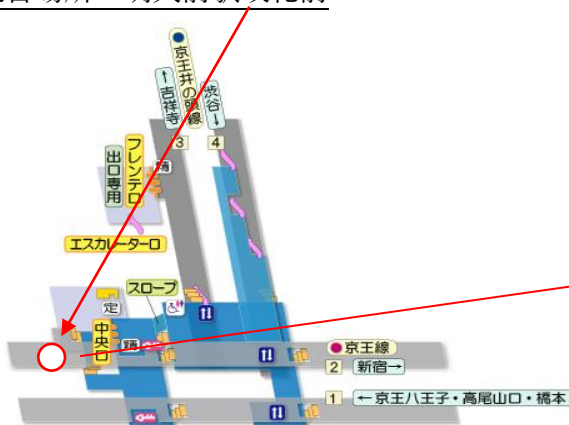 京王井の頭線
↑吉祥寺
渋谷↓
3
4
フレンテ口
出口専用
精
エスカレーター口
スロープ
定
中央口
精
京王線
2
新宿→
1
←京王八王子・高尾山口・橋本